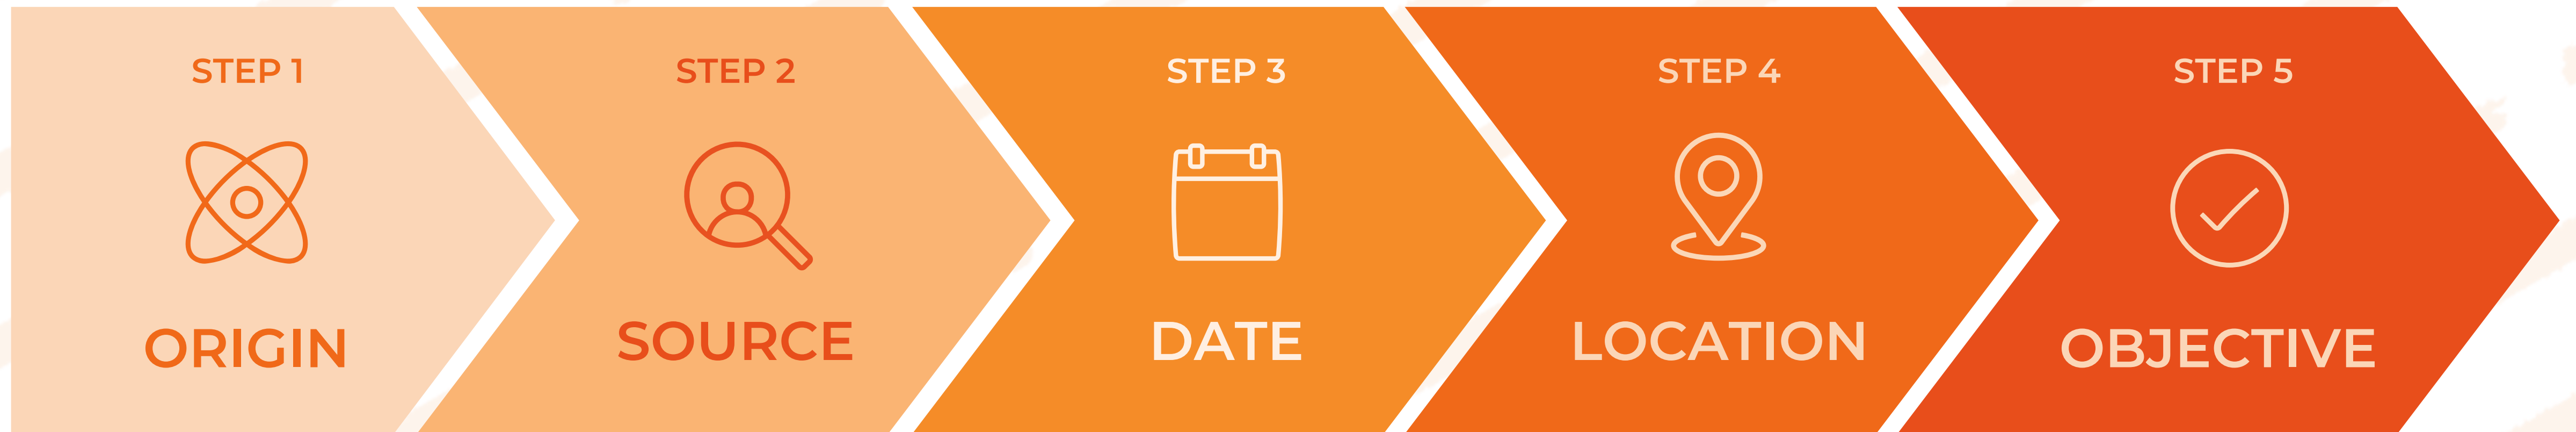 STEP 1
ORIGIN
STEP 2
SOURCE
STEP 3
DATE
STEP 4
LOCATION
STEP 5
OBJECTIVE